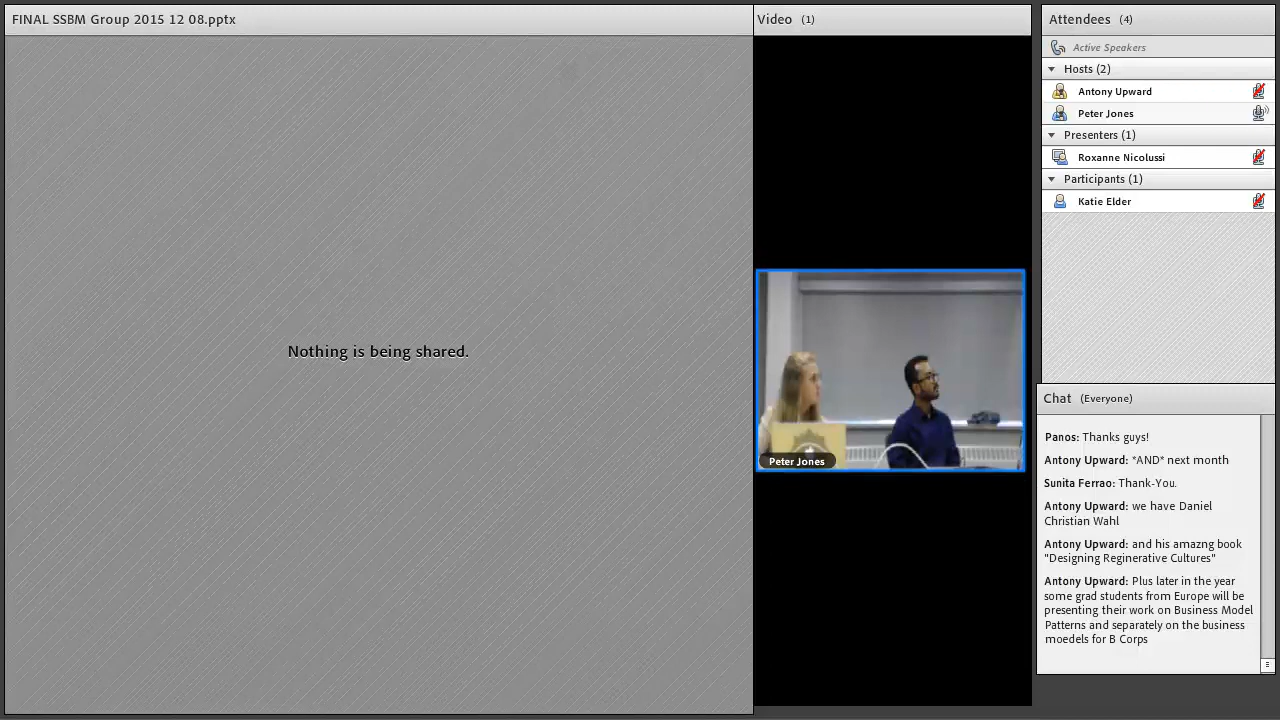 FINAL SSBM Group 2015 12 08.pptx
Nothing is being shared.
Video (1)
Peter Jones
Attendees (4)
Active Speakers
Hosts (2)
Antony Upward
Peter Jones
Presenters (1)
Roxanne Nicolussi
Participants (1)
Katie Elder
Chat (Everyone)
Panos: Thanks guys!
Antony Upward: *AND* next month
Sunita Ferrao: Thank-You.
Antony Upward: we have Daniel
Christian Wahl
Antony Upward: and his amazng book
"Designing Reginerative Cultures"
Antony Upward: Plus later in the year
some grad students from Europe will be
presenting their work on Business Model
Patterns and separately on the business
moedels for B Corps